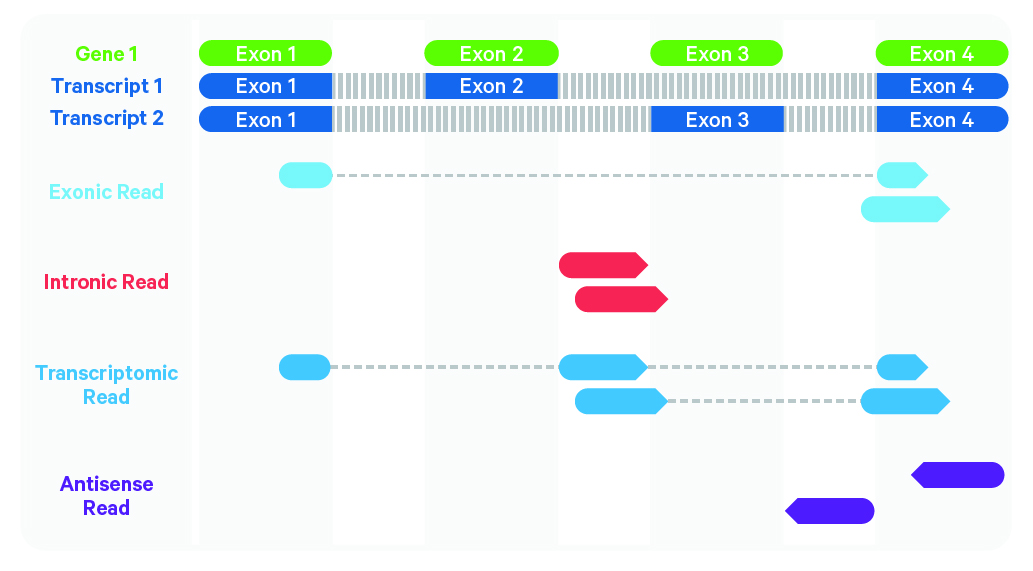 Gene 1
Exon 1
Exon 2
Exon 3
Exon 4
Transcript 1
Exon 1
Exon 2
Exon 4
Transcript 2
Exon 1
Exon 3
Exon 4
Exonic Read
Intronic Read
Transcriptomic
Read
Antisense
Read